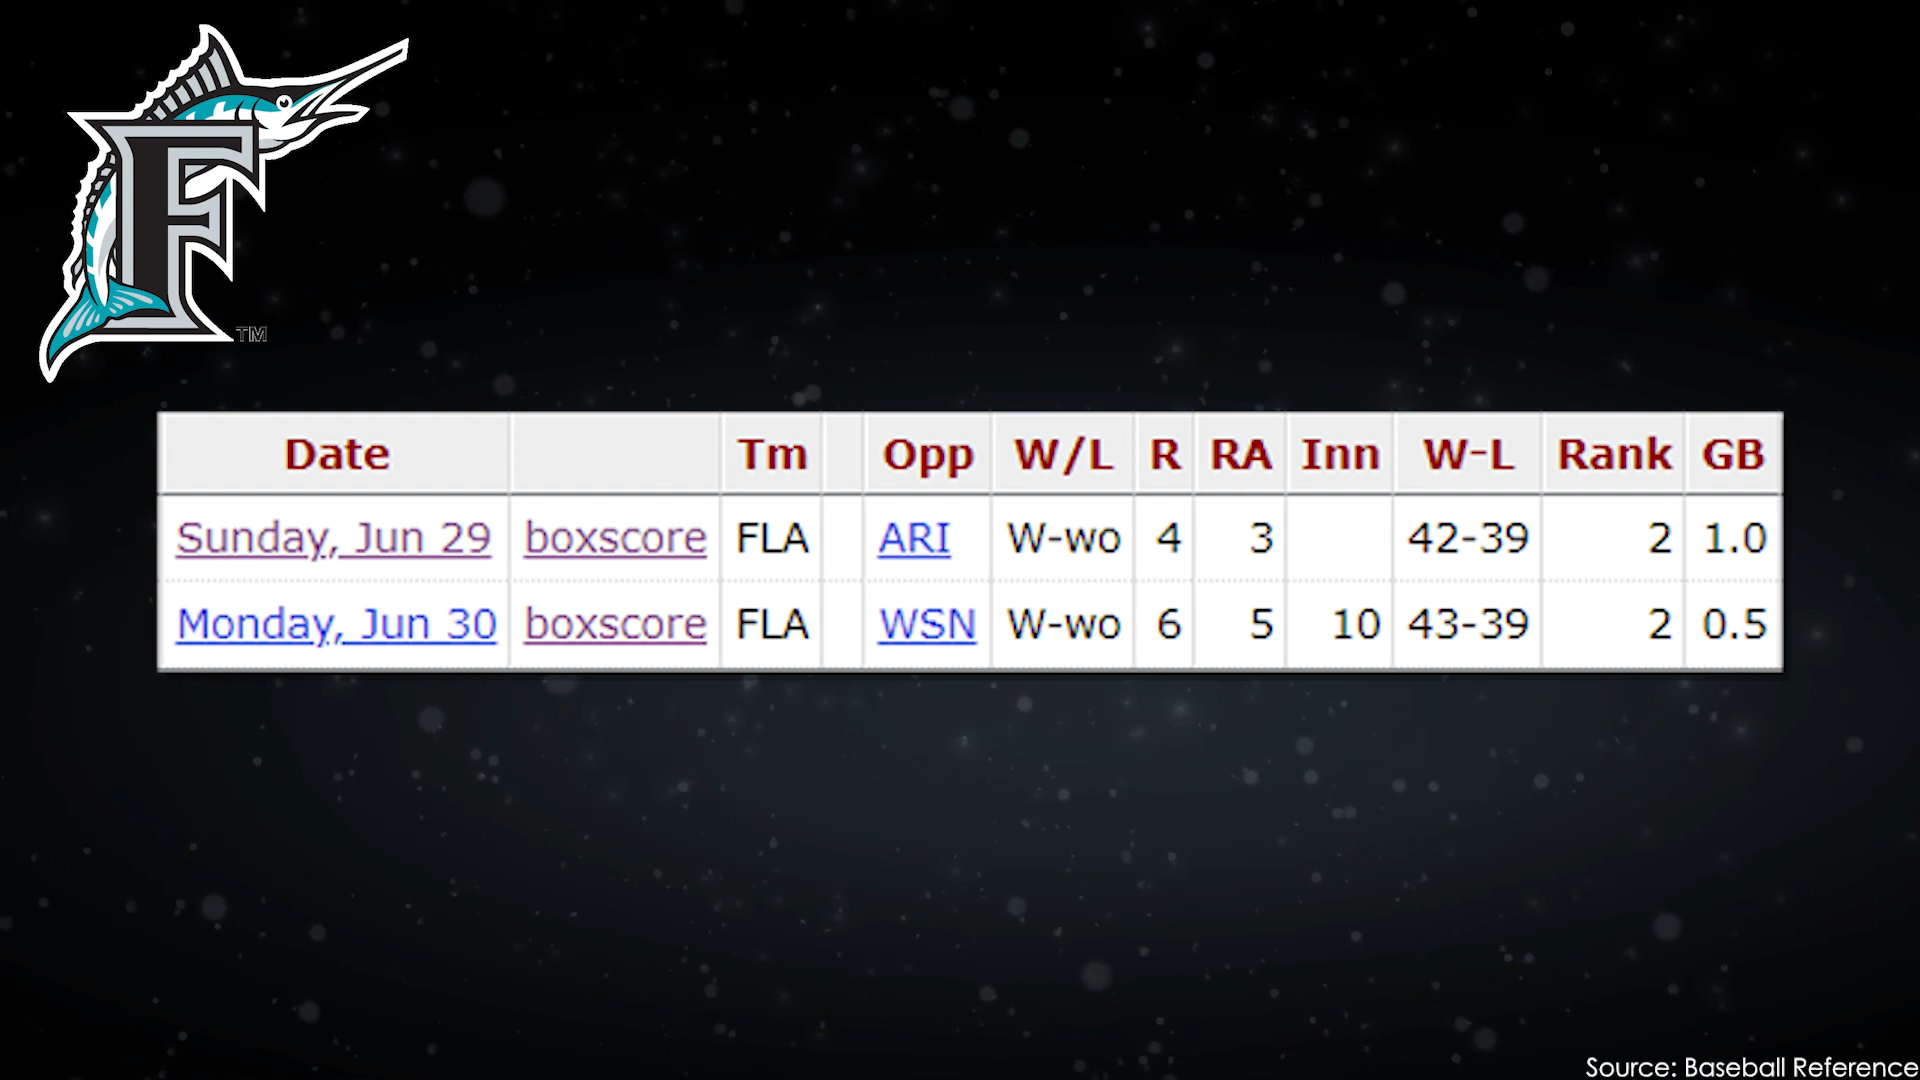 F
TM
Date Tm Opp W/L R RA Inn W-L Rank GB
Sunday, Jun 29 boxscore FLA ARI W-wo 4 3 42-39 2 1.0
Monday, Jun 30 boxscore FLA WSN W-wo 6 5 10 43-39 2 0.5
Source: Baseball Reference